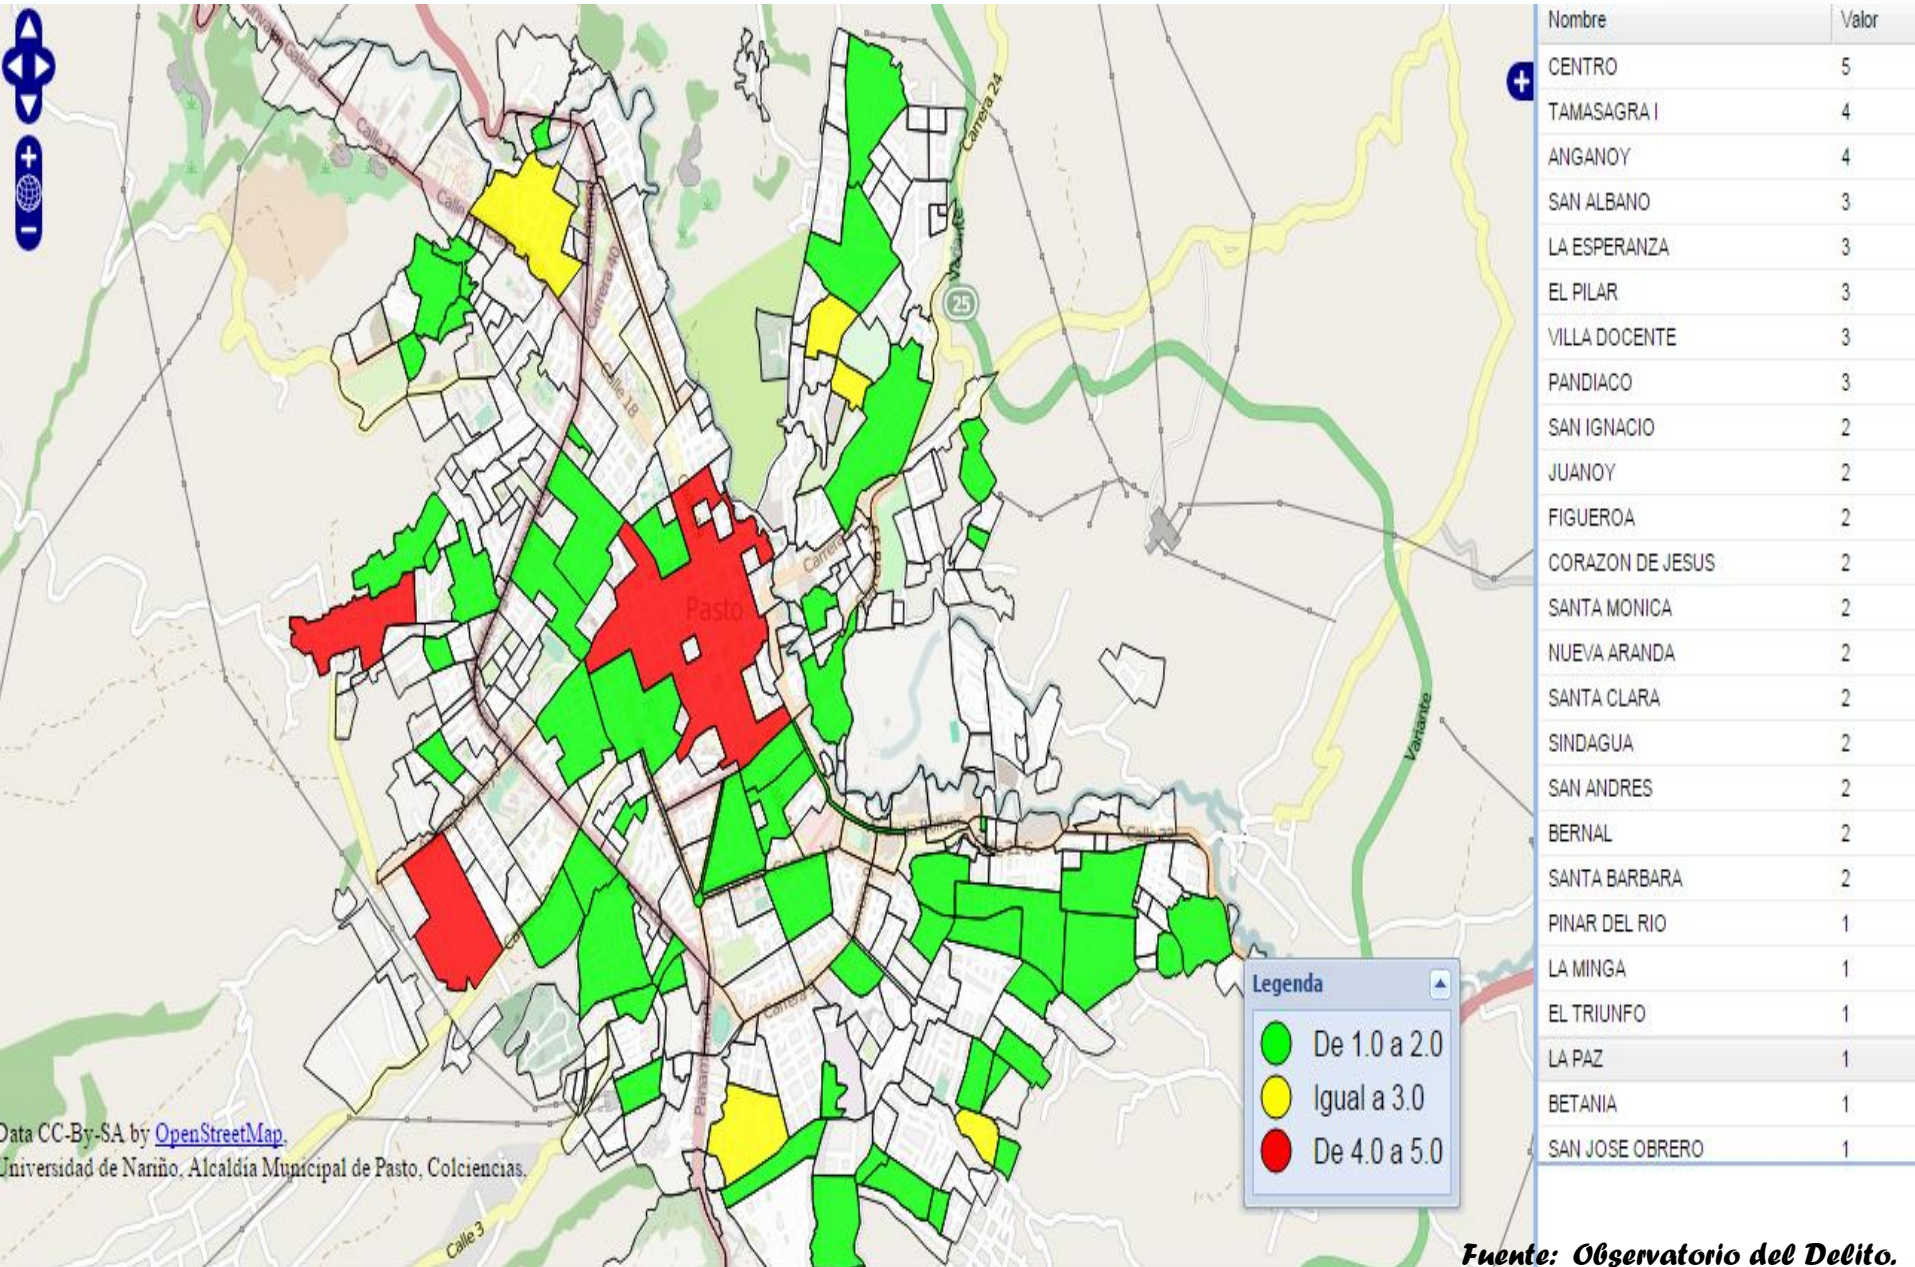 Nombre Valor
CENTRO 5
TAMASAGRA I 4
ANGANOY 4
SAN ALBANO 3
LA ESPERANZA 3
EL PILAR 3
VILLA DOCENTE 3
PANDIACO 3
SAN IGNACIO 2
JUANOY 2
FIGUEROA 2
CORAZON DE JESUS 2
SANTA MONICA 2
NUEVA ARANDA 2
SANTA CLARA 2
SINDAGUA 2
SAN ANDRES 2
BERNAL 2
SANTA BARBARA 2
PINAR DEL RIO 1
LA MINGA 1
EL TRIUNFO 1
LA PAZ 1
BETANIA 1
SAN JOSE OBRERO 1
Carrera 24
Variante
25
Carrera 40
Calle 18
Pasto
Variante
Calle 22
Calle 3
Legenda
De 1.0 a 2.0
Igual a 3.0
De 4.0 a 5.0
Data CC-By-SA by OpenStreetMap,
Universidad de Nariño, Alcaldía Municipal de Pasto, Colciencias,
Fuente: Observatorio del Delito.